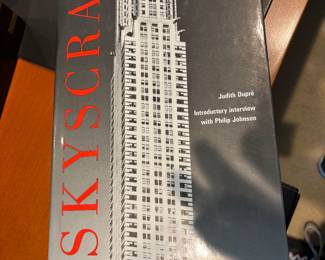 SKYSCRA
Judith Dupré
Introductory interview
with Philip Johnson